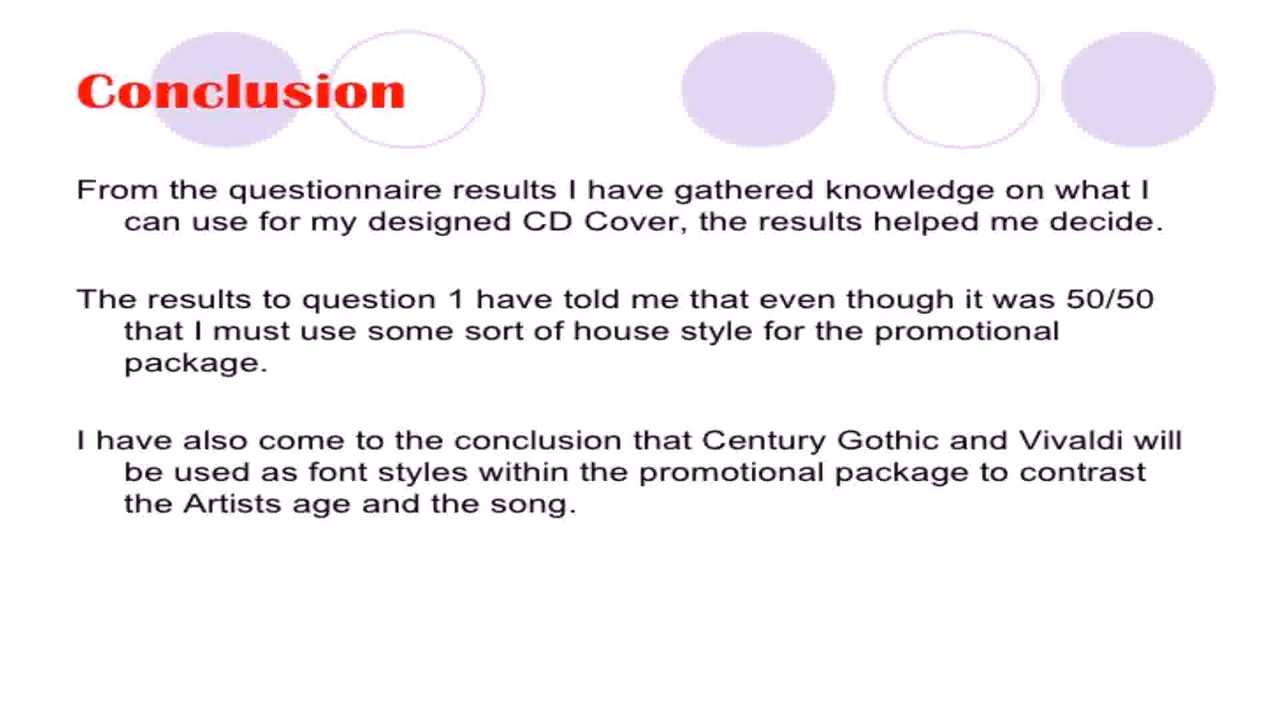 Conclusion
From the questionnaire results I have gathered knowledge on what I
can use for my designed CD Cover, the results helped me decide.
The results to question 1 have told me that even though it was 50/50
that I must use some sort of house style for the promotional
package.
I have also come to the conclusion that Century Gothic and Vivaldi will
be used as font styles within the promotional package to contrast
the Artists age and the song.